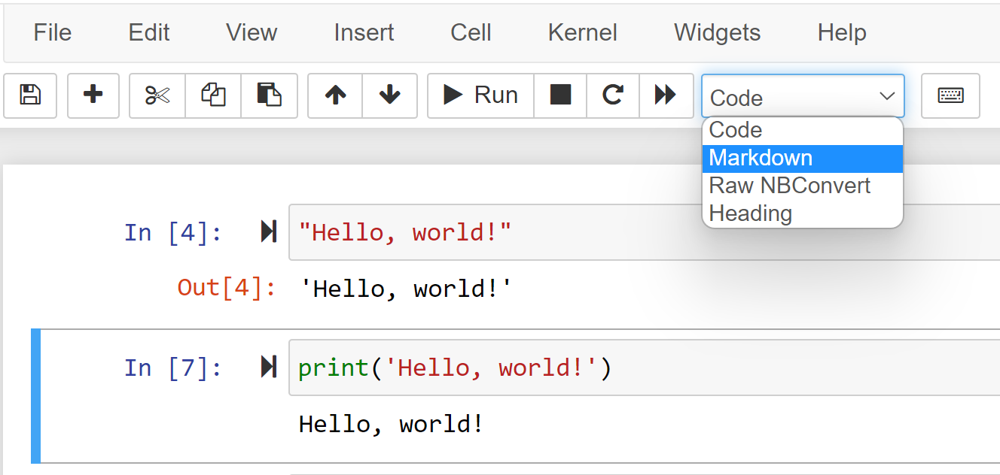 File Edit View Insert Cell Kernel Widgets Help
Run Code
Code
Markdown
Raw NBConvert
Heading
In [4]: "Hello, world!"
Out[4]: 'Hello, world!'
In [7]: print('Hello, world!')
Hello, world!